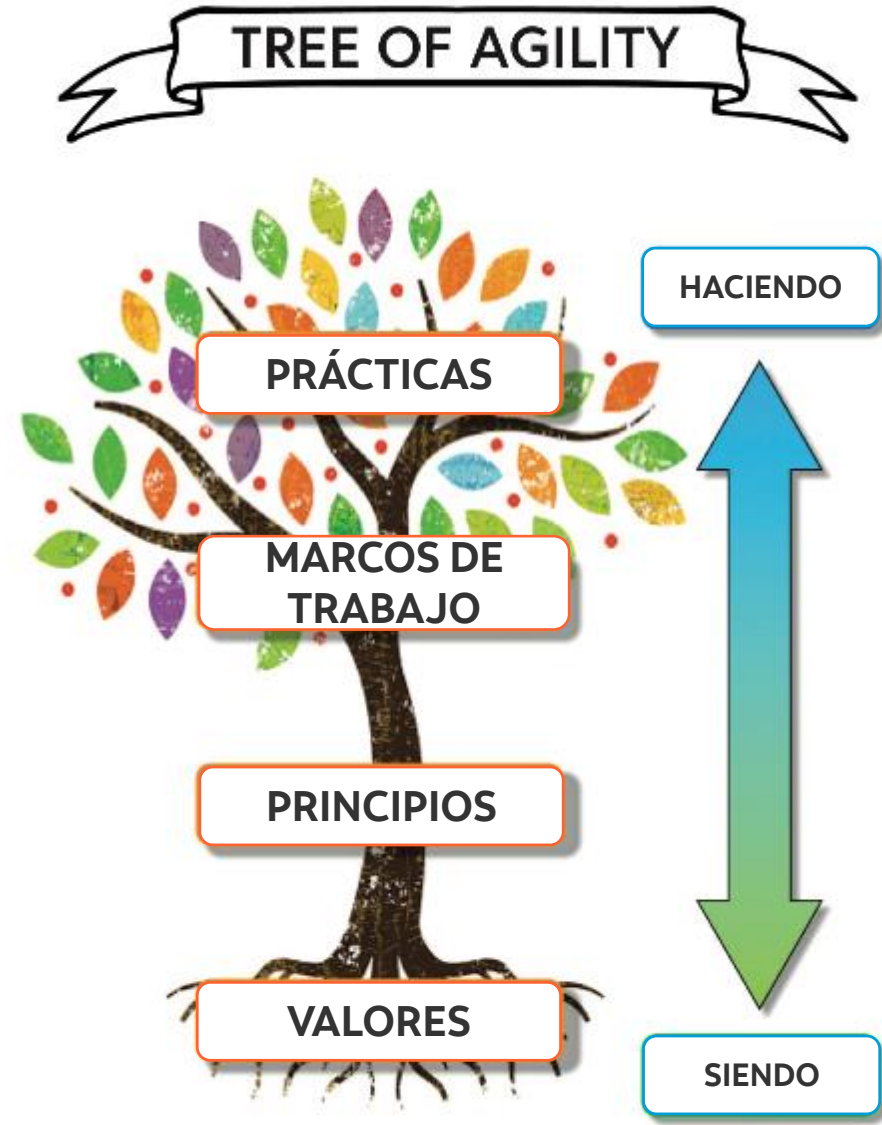 TREE OF AGILITY
HACIENDO
PRÁCTICAS
MARCOS DE
TRABAJO
PRINCIPIOS
VALORES
SIENDO